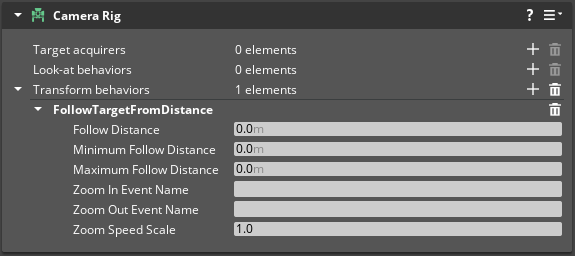 Camera Rig ?
Target acquirers 0 elements
Look-at behaviors 0 elements
Transform behaviors 1 elements
FollowTargetFromDistance
Follow Distance 0.0m
Minimum Follow Distance 0.0m
Maximum Follow Distance 0.0m
Zoom In Event Name
Zoom Out Event Name
Zoom Speed Scale 1.0